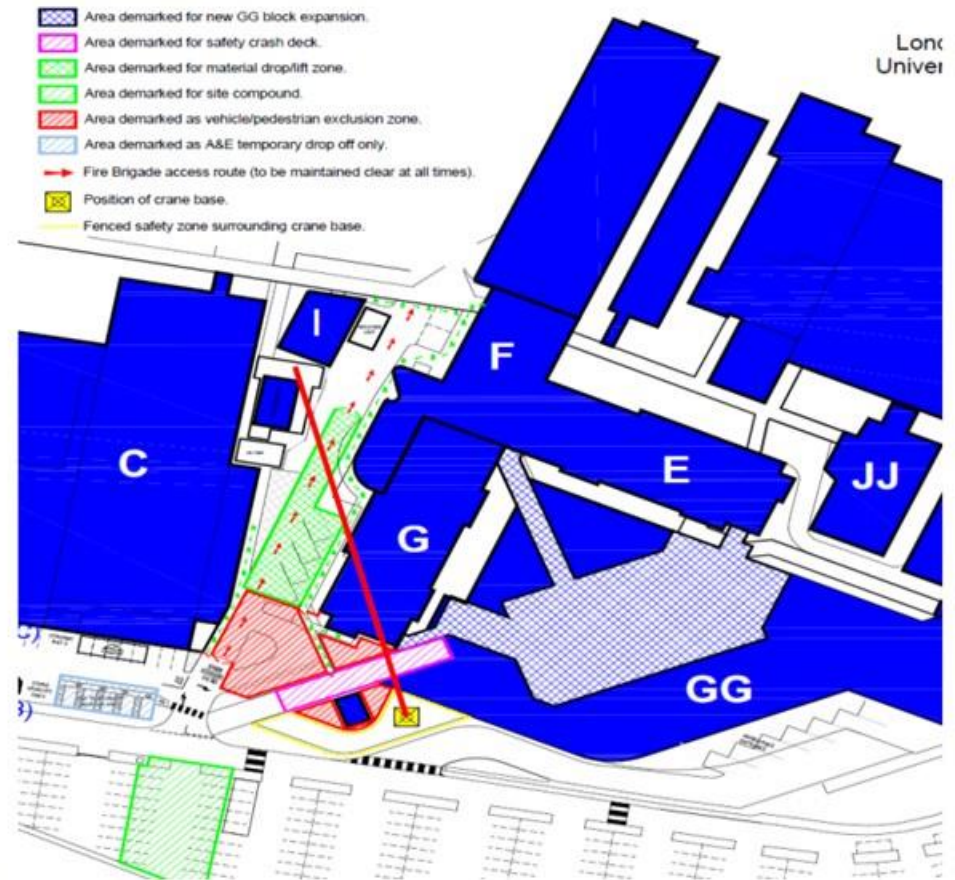 Area demarked for new GG block expansion.
Area demarked for safety crash deck.
Area demarked for material drop/lift zone.
Area demarked for site compound.
Area demarked as vehicle/pedestrian exclusion zone.
Area demarked as A&E temporary drop off only.
Fire Brigade access route (to be maintained clear at all times).
Position of crane base.
Fenced safety zone surrounding crane base.
Lon
Univer
I
F
C
E
JJ
G
GG